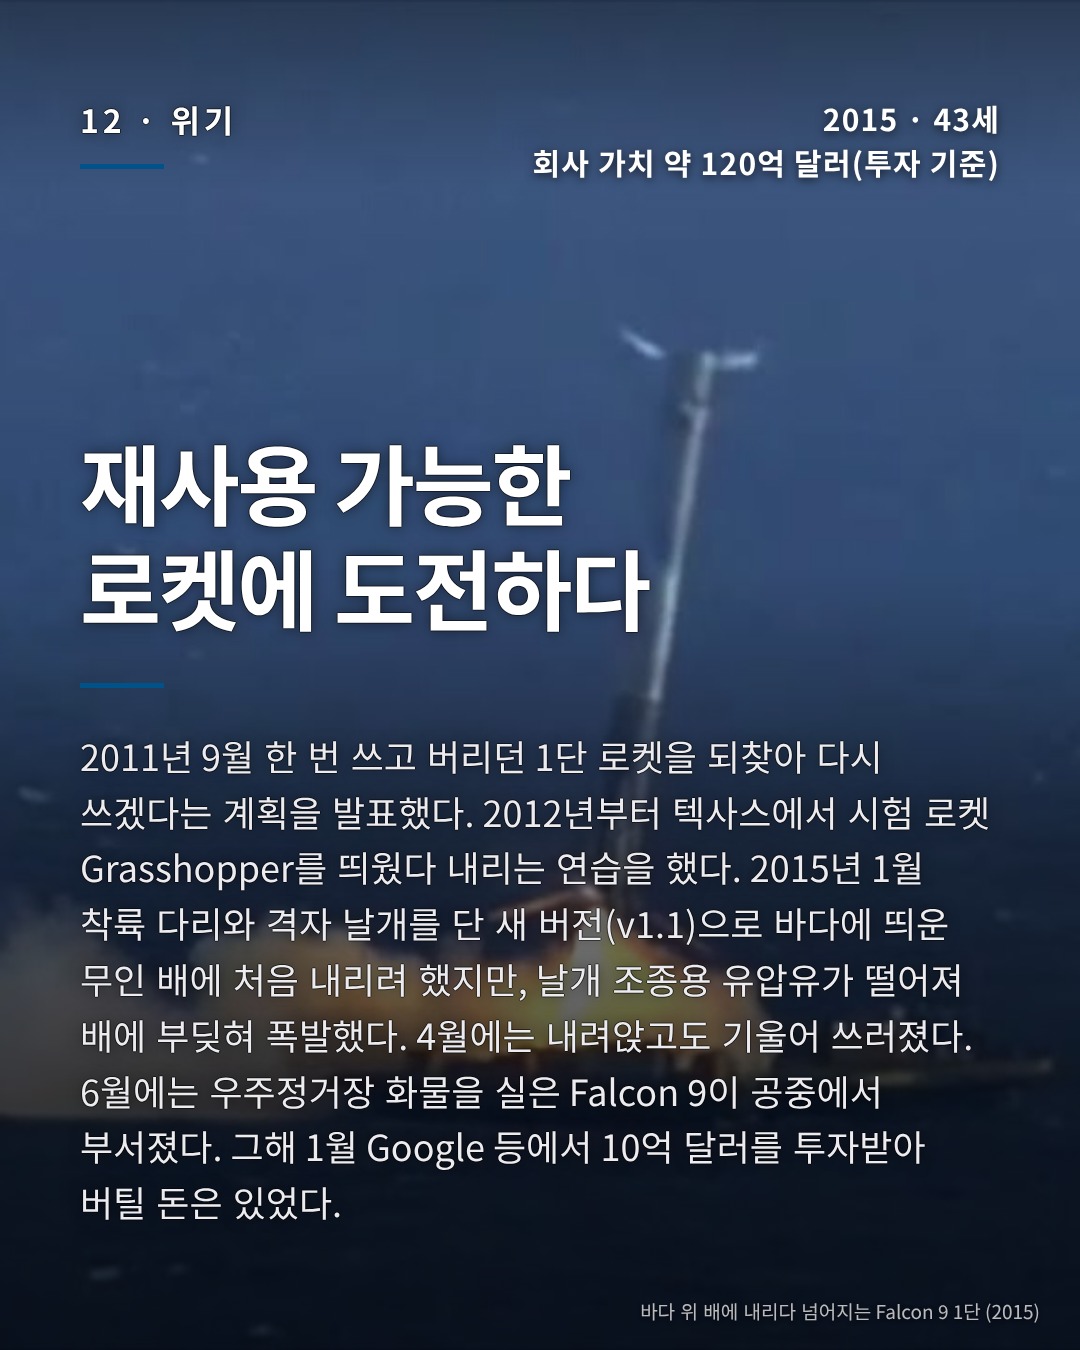 12 · 위기
2015 · 43세
회사 가치 약 120억 달러(투자 기준)
재사용 가능한
로켓에 도전하다
2011년 9월 한 번 쓰고 버리던 1단 로켓을 되찾아 다시
쓰겠다는 계획을 발표했다. 2012년부터 텍사스에서 시험 로켓
Grasshopper를 띄웠다 내리는 연습을 했다. 2015년 1월
착륙 다리와 격자 날개를 단 새 버전(v1.1)으로 바다에 띄운
무인 배에 처음 내리려 했지만, 날개 조종용 유압유가 떨어져
배에 부딪혀 폭발했다. 4월에는 내려앉고도 기울어 쓰러졌다.
6월에는 우주정거장 화물을 실은 Falcon 9이 공중에서
부서졌다. 그해 1월 Google 등에서 10억 달러를 투자받아
버틸 돈은 있었다.
바다 위 배에 내리다 넘어지는 Falcon 9 1단 (2015)